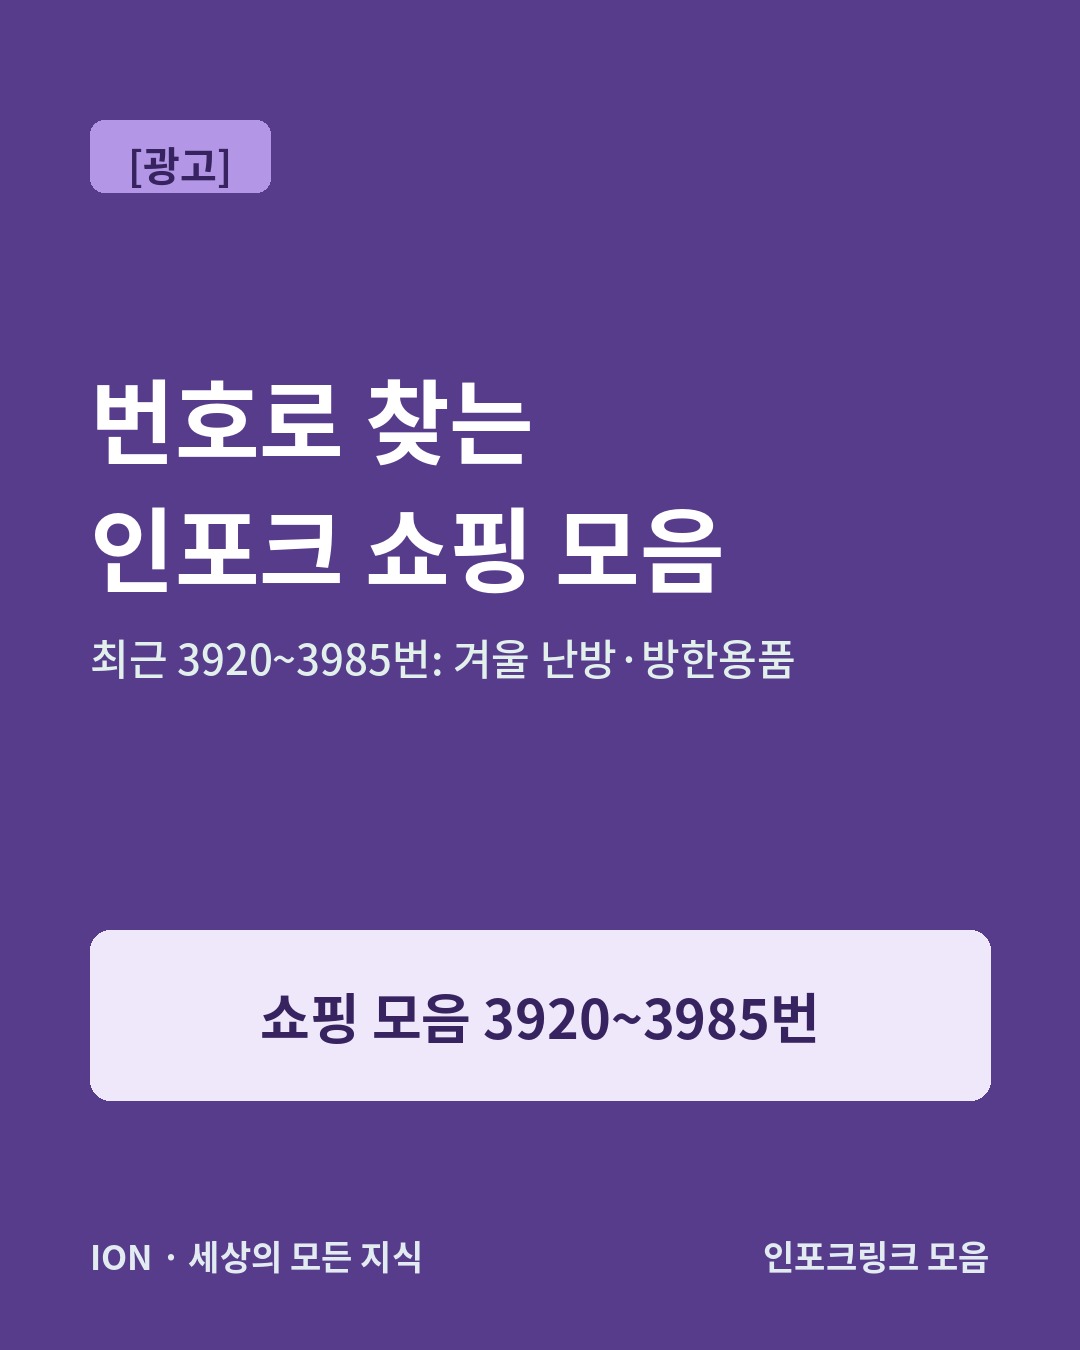 [광고]
번호로 찾는
인포크 쇼핑 모음
최근 3920~3985번: 겨울 난방·방한용품
쇼핑 모음 3920~3985번
ION · 세상의 모든 지식
인포크링크 모음